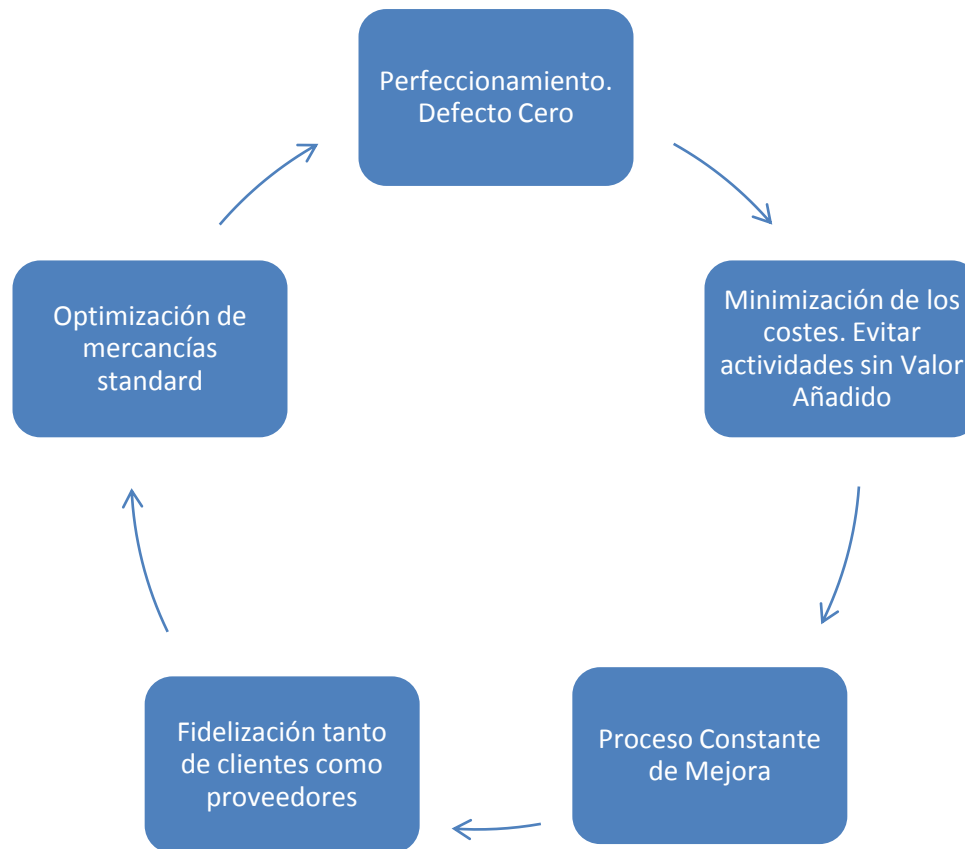 Perfeccionamiento.
Defecto Cero
Minimización de los
costes. Evitar
actividades sin Valor
Añadido
Proceso Constante
de Mejora
Fidelización tanto
de clientes como
proveedores
Optimización de
mercancías
standard